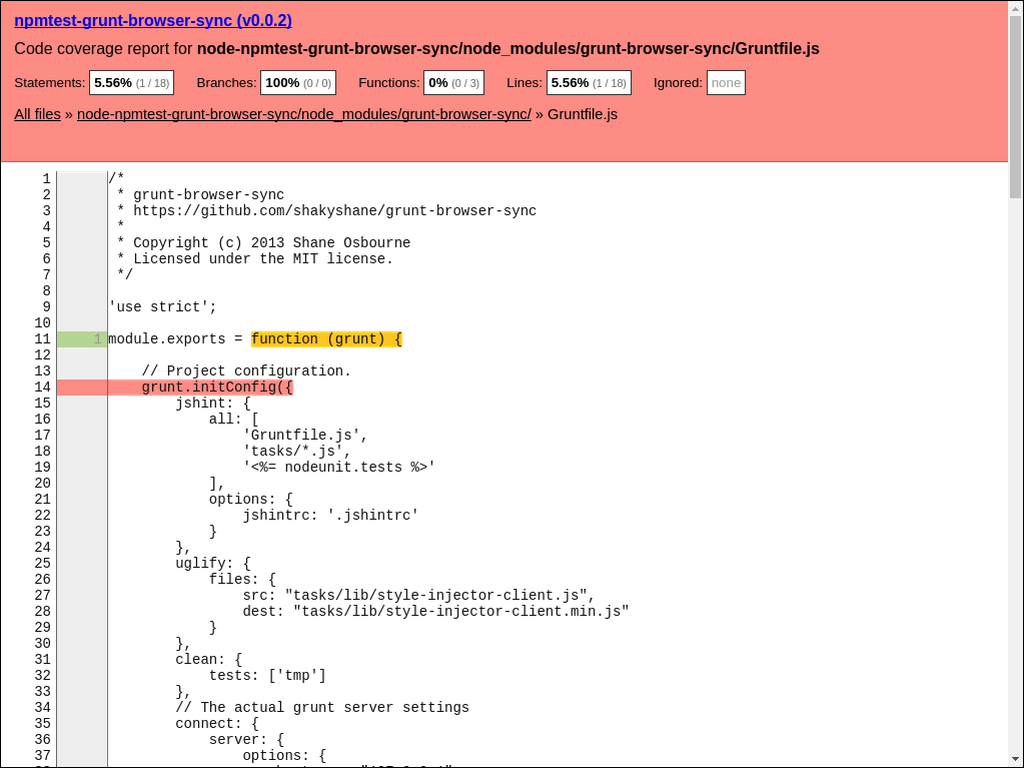 npmtest-grunt-browser-sync (v0.0.2)
Code coverage report for node-npmtest-grunt-browser-sync/node_modules/grunt-browser-sync/Gruntfile.js
Statements: 5.56% (1 / 18) Branches: 100% (0 / 0) Functions: 0% (0 / 3) Lines: 5.56% (1 / 18) Ignored: none
All files » node-npmtest-grunt-browser-sync/node_modules/grunt-browser-sync/ » Gruntfile.js
1 /*
2  * grunt-browser-sync
3  * https://github.com/shakyshane/grunt-browser-sync
4  *
5  * Copyright (c) 2013 Shane Osbourne
6  * Licensed under the MIT license.
7  */
8
9 'use strict';
10
11 1 module.exports = function (grunt) {
12
13     // Project configuration.
14     grunt.initConfig({
15         jshint: {
16             all: [
17                 'Gruntfile.js',
18                 'tasks/*.js',
19                 '<%= nodeunit.tests %>'
20             ],
21             options: {
22                 jshintrc: '.jshintrc'
23             }
24         },
25         uglify: {
26             files: {
27                 src: "tasks/lib/style-injector-client.js",
28                 dest: "tasks/lib/style-injector-client.min.js"
29             }
30         },
31         clean: {
32             tests: ['tmp']
33         },
34         // The actual grunt server settings
35         connect: {
36             server: {
37                 options: {